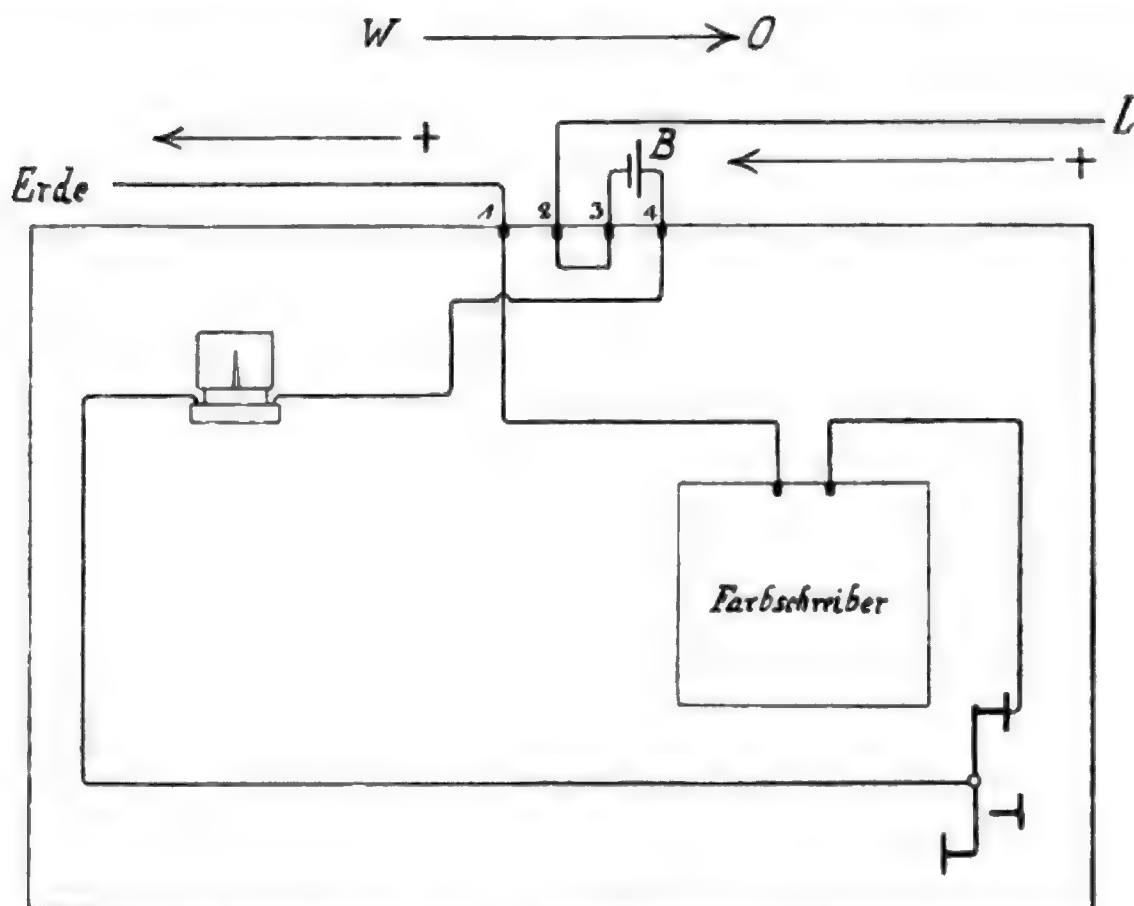 W → O
← +
L
B
← +
Erde
1 2 3 4
Farbschreiber